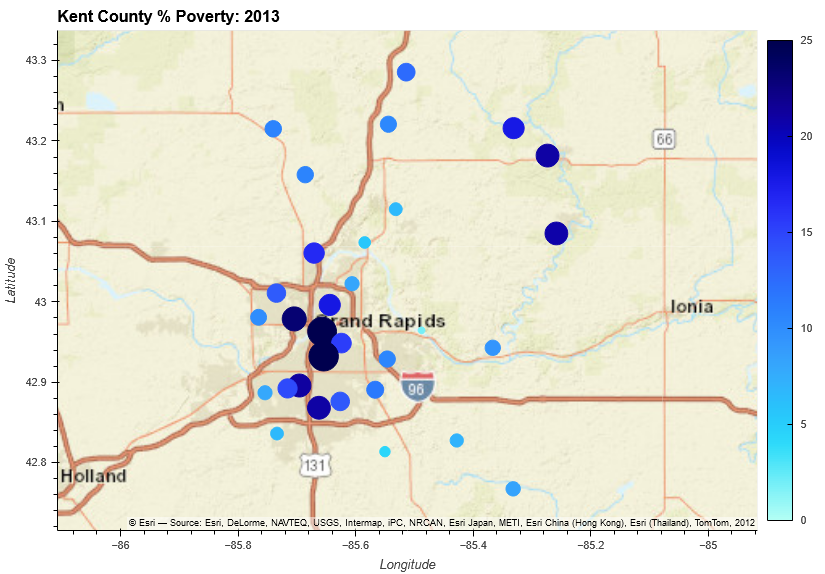 Kent County % Poverty: 2013
43.3
43.2
43.1
43
42.9
42.8
Latitude
n
66
Ionia
rand Rapids
96
131
Holland
© Esri — Source: Esri, DeLorme, NAVTEQ, USGS, Intermap, iPC, NRCAN, Esri Japan, METI, Esri China (Hong Kong), Esri (Thailand), TomTom, 2012
−86
−85.8
−85.6
−85.4
−85.2
−85
Longitude
25
20
15
10
5
0